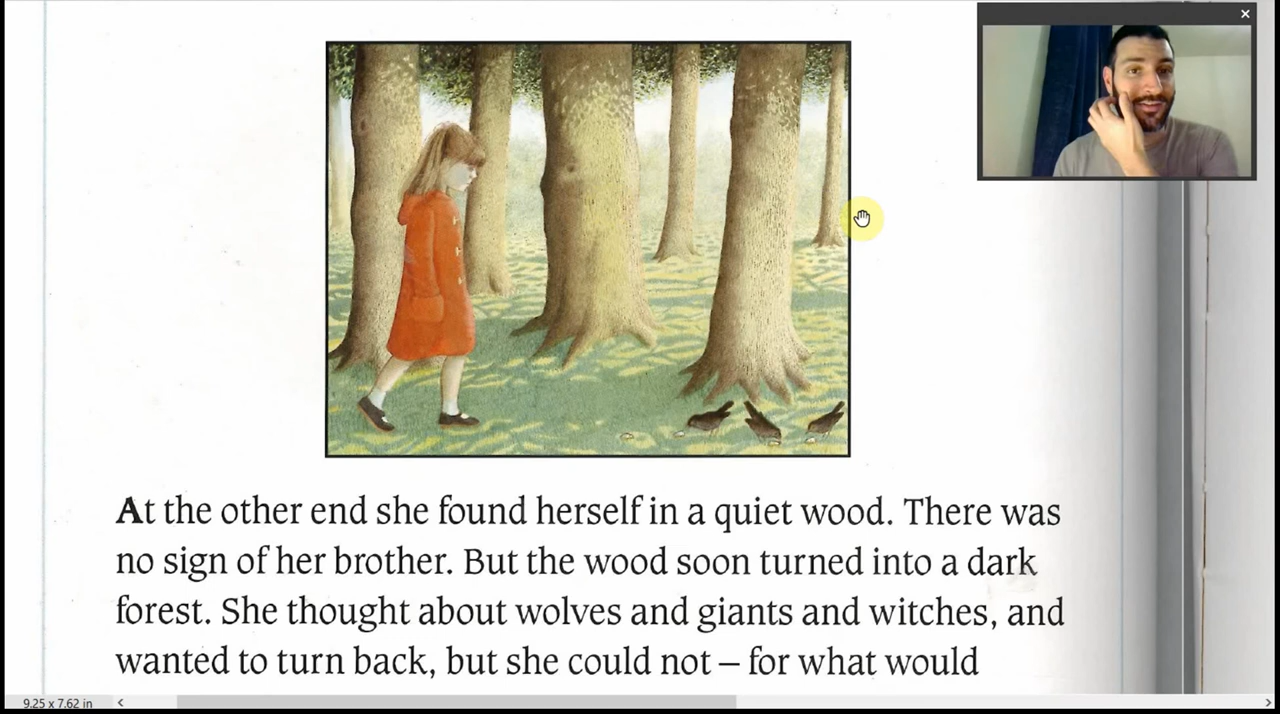 At the other end she found herself in a quiet wood. There was
no sign of her brother. But the wood soon turned into a dark
forest. She thought about wolves and giants and witches, and
wanted to turn back, but she could not – for what would
9.25 x 7.62 in